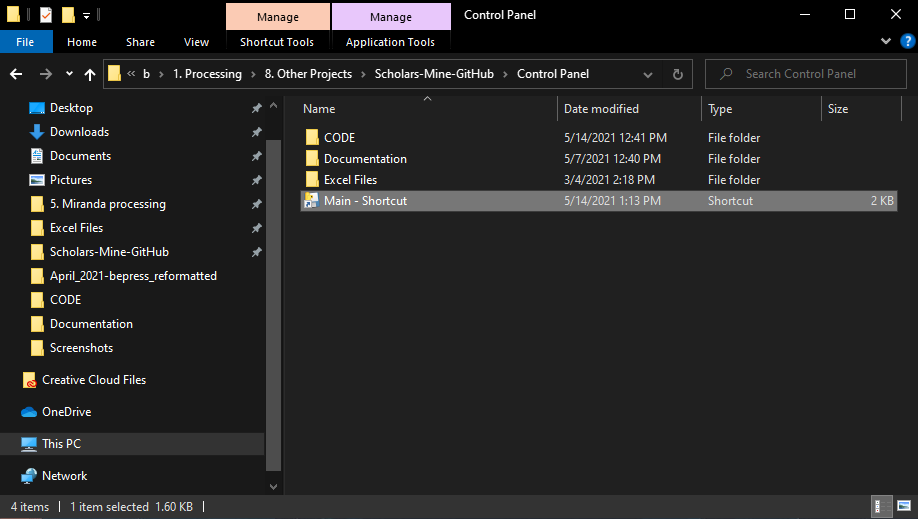 Manage Manage Control Panel
File Home Share View Shortcut Tools Application Tools
« b › 1. Processing › 8. Other Projects › Scholars-Mine-GitHub › Control Panel Search Control Panel
Name Date modified Type Size
Desktop
Downloads
Documents
Pictures
5. Miranda processing
Excel Files
Scholars-Mine-GitHub
April_2021-bepress_reformatted
CODE
Documentation
Screenshots
Creative Cloud Files
OneDrive
This PC
Network
CODE 5/14/2021 12:41 PM File folder
Documentation 5/7/2021 12:40 PM File folder
Excel Files 3/4/2021 2:18 PM File folder
Main - Shortcut 5/14/2021 1:13 PM Shortcut 2 KB
4 items 1 item selected 1.60 KB